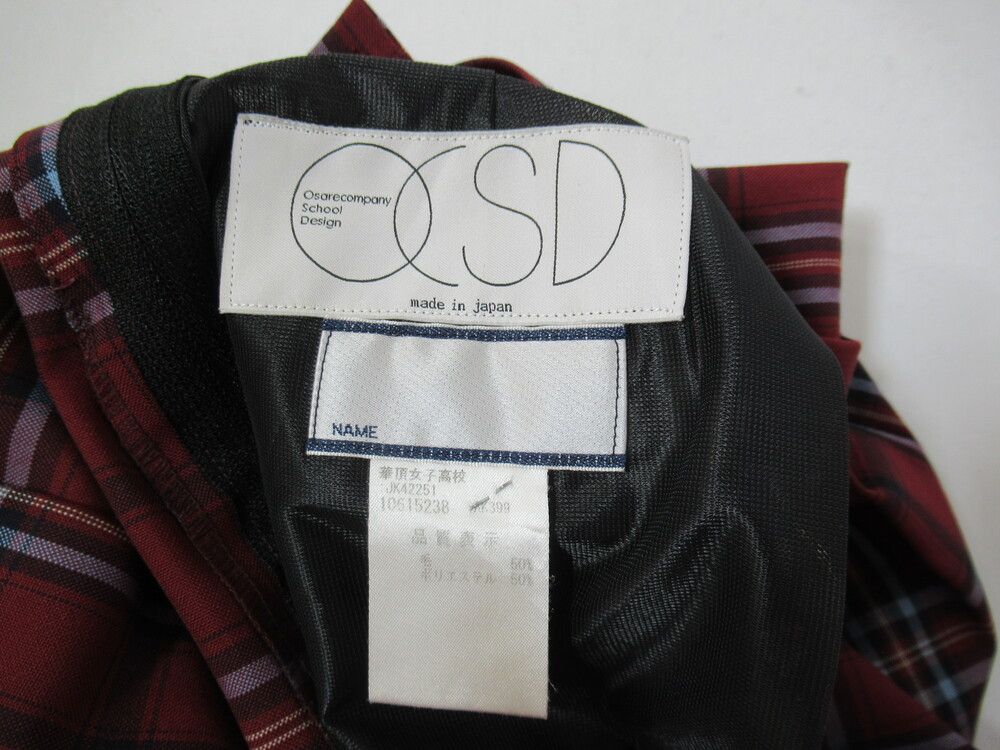 OCSD
Osarecompany
School
Design
made in japan
NAME
華頂女子高校
JK42251
10615238 K399
品質表示
毛 50%
ポリエステル 50%